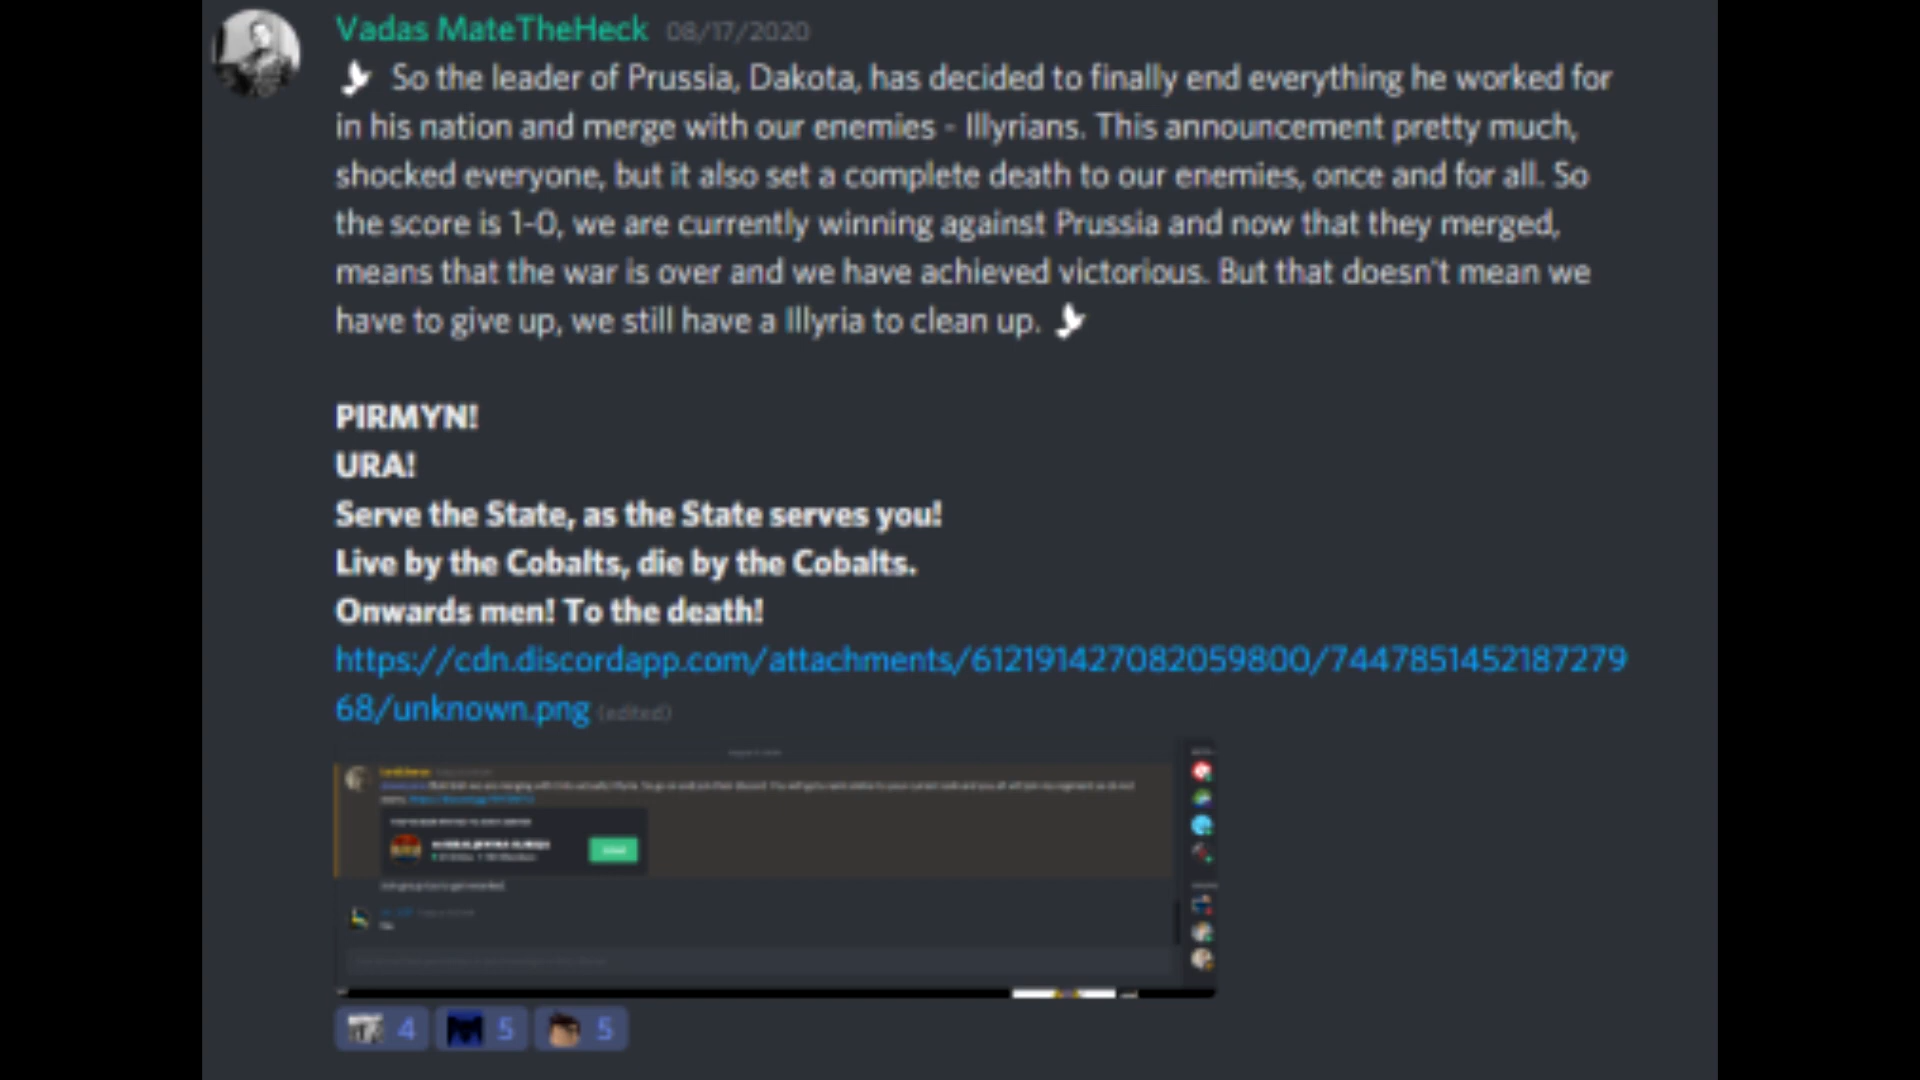 Vadas MateTheHeck 08/17/2020
So the leader of Prussia, Dakota, has decided to finally end everything he worked for
in his nation and merge with our enemies - Illyrians. This announcement pretty much,
shocked everyone, but it also set a complete death to our enemies, once and for all. So
the score is 1-0, we are currently winning against Prussia and now that they merged,
means that the war is over and we have achieved victorious. But that doesn't mean we
have to give up, we still have a Illyria to clean up.
PIRMYN!
URA!
Serve the State, as the State serves you!
Live by the Cobalts, die by the Cobalts.
Onwards men! To the death!
https://cdn.discordapp.com/attachments/612191427082059800/7447851452187279
68/unknown.png (edited)
4 5 5